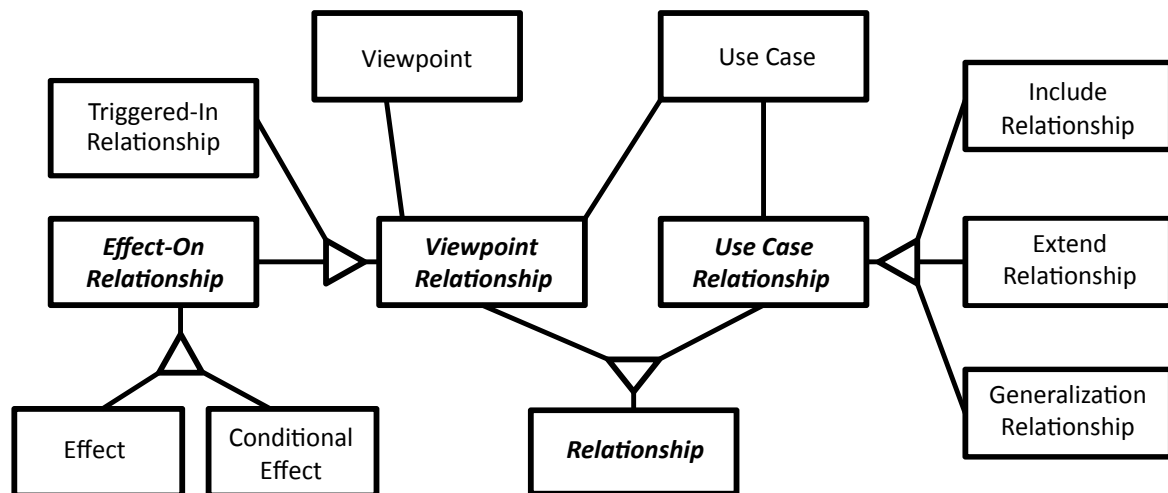 Viewpoint
Use Case
Triggered-In
Relationship
Include
Relationship
Effect-On
Relationship
Viewpoint
Relationship
Use Case
Relationship
Extend
Relationship
Effect
Conditional
Effect
Relationship
Generalization
Relationship